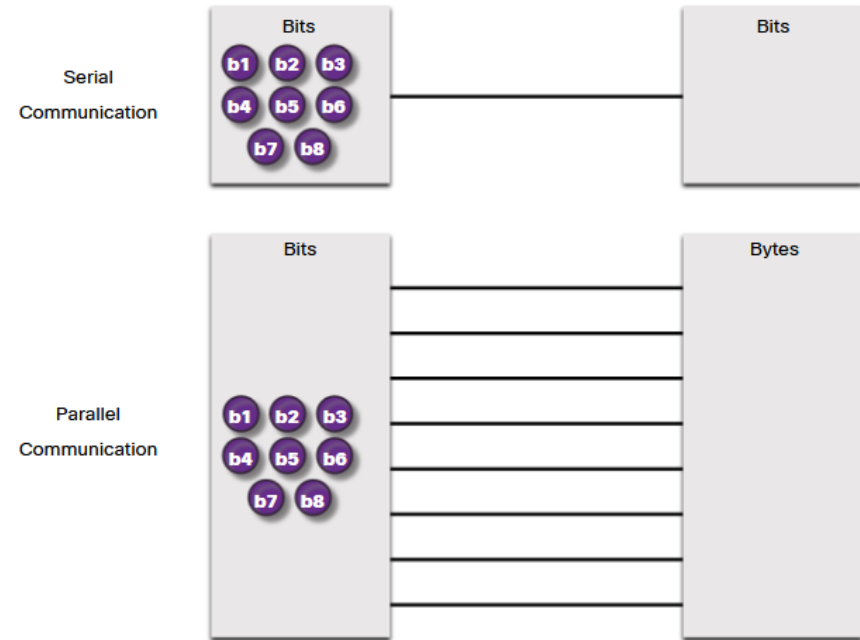 Bits
Bits
Serial
Communication
b1 b2 b3
b4 b5 b6
b7 b8
Bits
Bytes
Parallel
Communication
b1 b2 b3
b4 b5 b6
b7 b8